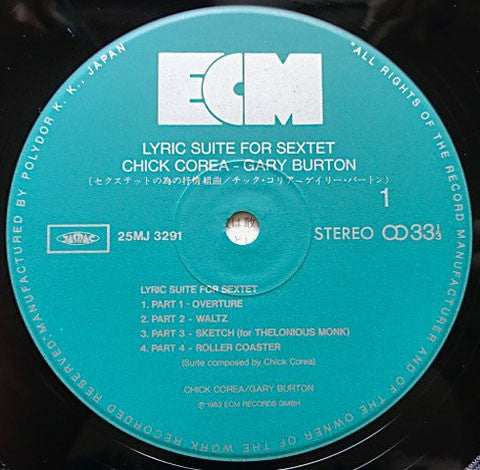 ECM
LYRIC SUITE FOR SEXTET
CHICK COREA - GARY BURTON
(セクステットの為の抒情組曲/チック・コリア〜ゲイリー・バートン)
1
JASRAC
25MJ 3291
STEREO ∞ 33 1/3
LYRIC SUITE FOR SEXTET
1. PART 1 - OVERTURE
2. PART 2 - WALTZ
3. PART 3 - SKETCH (for THELONIOUS MONK)
4. PART 4 - ROLLER COASTER
(Suite composed by Chick Corea)
CHICK COREA/GARY BURTON
℗ 1983 ECM RECORDS GMBH
*ALL RIGHTS OF THE RECORD MANUFACTURER AND OF THE OWNER OF THE WORK RECORDED RESERVED·MANUFACTURED BY POLYDOR K. K., JAPAN